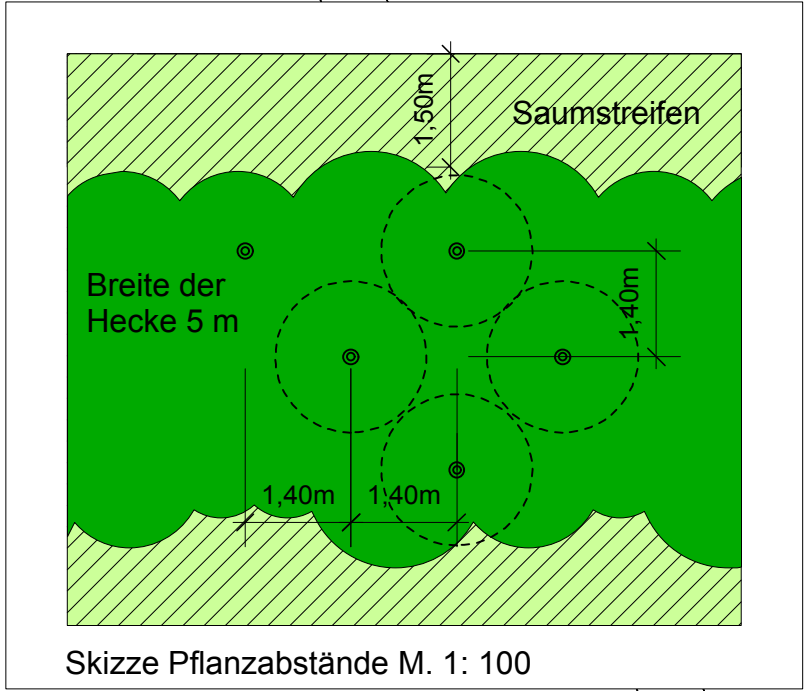 1,50m
Saumstreifen
Breite der
Hecke 5 m
1,40m
1,40m
1,40m
Skizze Pflanzabstände M. 1: 100